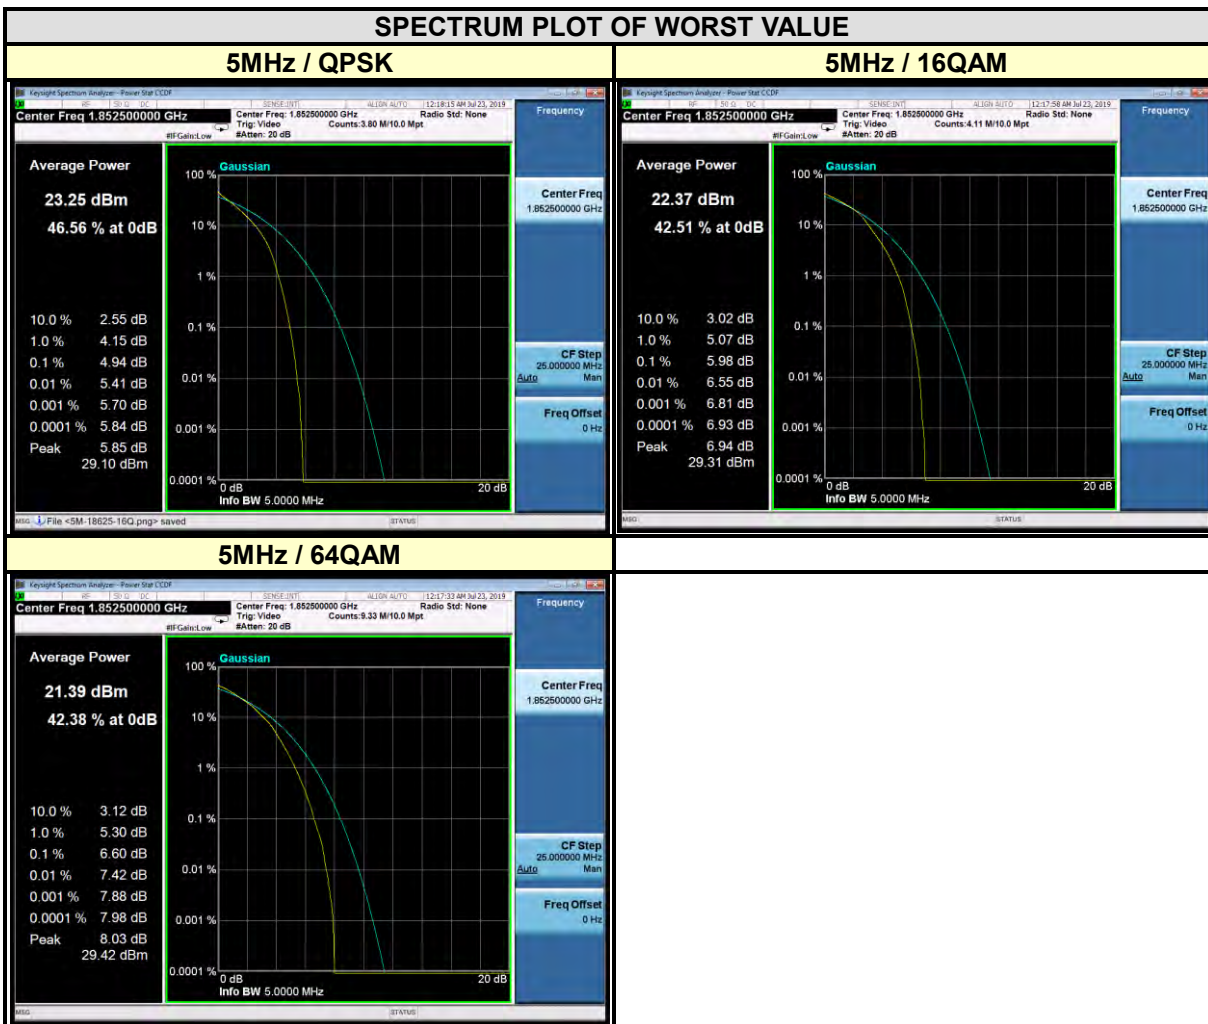 SPECTRUM PLOT OF WORST VALUE
5MHz / QPSK
Keysight Spectrum Analyzer - Power Stat CCDF
RF 50 Ω DC SENSE:INT ALIGN AUTO 12:18:15 AM Jul 23, 2019
Center Freq 1.852500000 GHz
Center Freq: 1.852500000 GHz Radio Std: None
Trig: Video Counts:3.80 M/10.0 Mpt
#IFGain:Low #Atten: 20 dB
Frequency
Average Power
23.25 dBm
46.56 % at 0dB
10.0 % 2.55 dB
1.0 % 4.15 dB
0.1 % 4.94 dB
0.01 % 5.41 dB
0.001 % 5.70 dB
0.0001 % 5.84 dB
Peak 5.85 dB
29.10 dBm
Gaussian
100 %
10 %
1 %
0.1 %
0.01 %
0.001 %
0.0001 %
0 dB 20 dB
Info BW 5.0000 MHz
Center Freq
1.852500000 GHz
CF Step
25.000000 MHz
Auto Man
Freq Offset
0 Hz
MSG File <5M-18625-16Q.png> saved STATUS
5MHz / 16QAM
Keysight Spectrum Analyzer - Power Stat CCDF
RF 50 Ω DC SENSE:INT ALIGN AUTO 12:17:58 AM Jul 23, 2019
Center Freq 1.852500000 GHz
Center Freq: 1.852500000 GHz Radio Std: None
Trig: Video Counts:4.11 M/10.0 Mpt
#IFGain:Low #Atten: 20 dB
Frequency
Average Power
22.37 dBm
42.51 % at 0dB
10.0 % 3.02 dB
1.0 % 5.07 dB
0.1 % 5.98 dB
0.01 % 6.55 dB
0.001 % 6.81 dB
0.0001 % 6.93 dB
Peak 6.94 dB
29.31 dBm
Gaussian
100 %
10 %
1 %
0.1 %
0.01 %
0.001 %
0.0001 %
0 dB 20 dB
Info BW 5.0000 MHz
Center Freq
1.852500000 GHz
CF Step
25.000000 MHz
Auto Man
Freq Offset
0 Hz
MSG STATUS
5MHz / 64QAM
Keysight Spectrum Analyzer - Power Stat CCDF
RF 50 Ω DC SENSE:INT ALIGN AUTO 12:17:33 AM Jul 23, 2019
Center Freq 1.852500000 GHz
Center Freq: 1.852500000 GHz Radio Std: None
Trig: Video Counts:9.33 M/10.0 Mpt
#IFGain:Low #Atten: 20 dB
Frequency
Average Power
21.39 dBm
42.38 % at 0dB
10.0 % 3.12 dB
1.0 % 5.30 dB
0.1 % 6.60 dB
0.01 % 7.42 dB
0.001 % 7.88 dB
0.0001 % 7.98 dB
Peak 8.03 dB
29.42 dBm
Gaussian
100 %
10 %
1 %
0.1 %
0.01 %
0.001 %
0.0001 %
0 dB 20 dB
Info BW 5.0000 MHz
Center Freq
1.852500000 GHz
CF Step
25.000000 MHz
Auto Man
Freq Offset
0 Hz
MSG STATUS